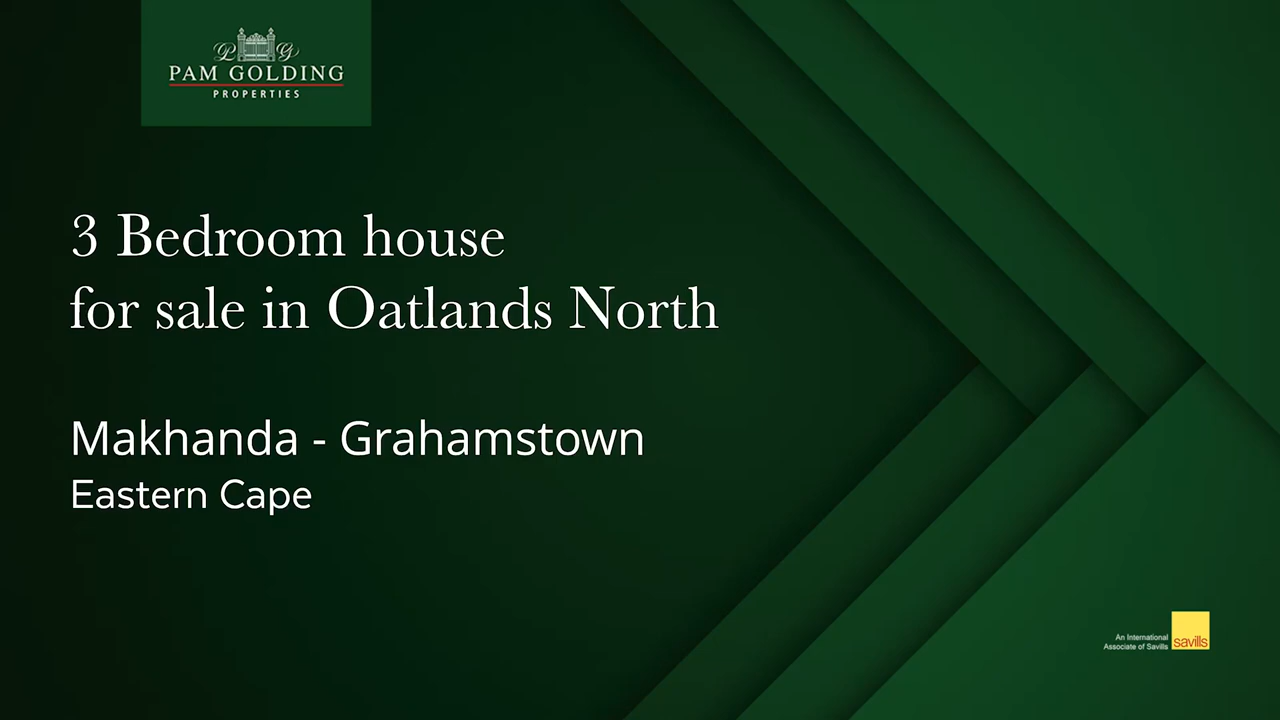 P G
PAM GOLDING
PROPERTIES
3 Bedroom house
for sale in Oatlands North
Makhanda - Grahamstown
Eastern Cape
An International
Associate of Savills
savills